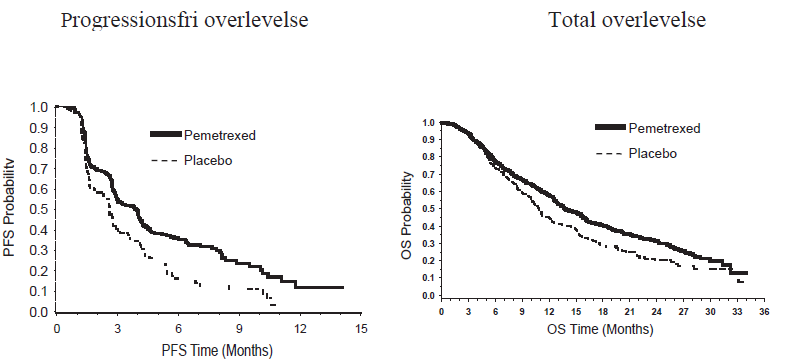 Progressionsfri overlevelse
Total overlevelse
1.0
0.9
0.8
0.7
0.6
0.5
0.4
0.3
0.2
0.1
0.0
PFS Probability
Pemetrexed
Placebo
0 3 6 9 12 15
PFS Time (Months)
1.0
0.9
0.8
0.7
0.6
0.5
0.4
0.3
0.2
0.1
0.0
OS Probability
Pemetrexed
Placebo
0 3 6 9 12 15 18 21 24 27 30 33 36
OS Time (Months)